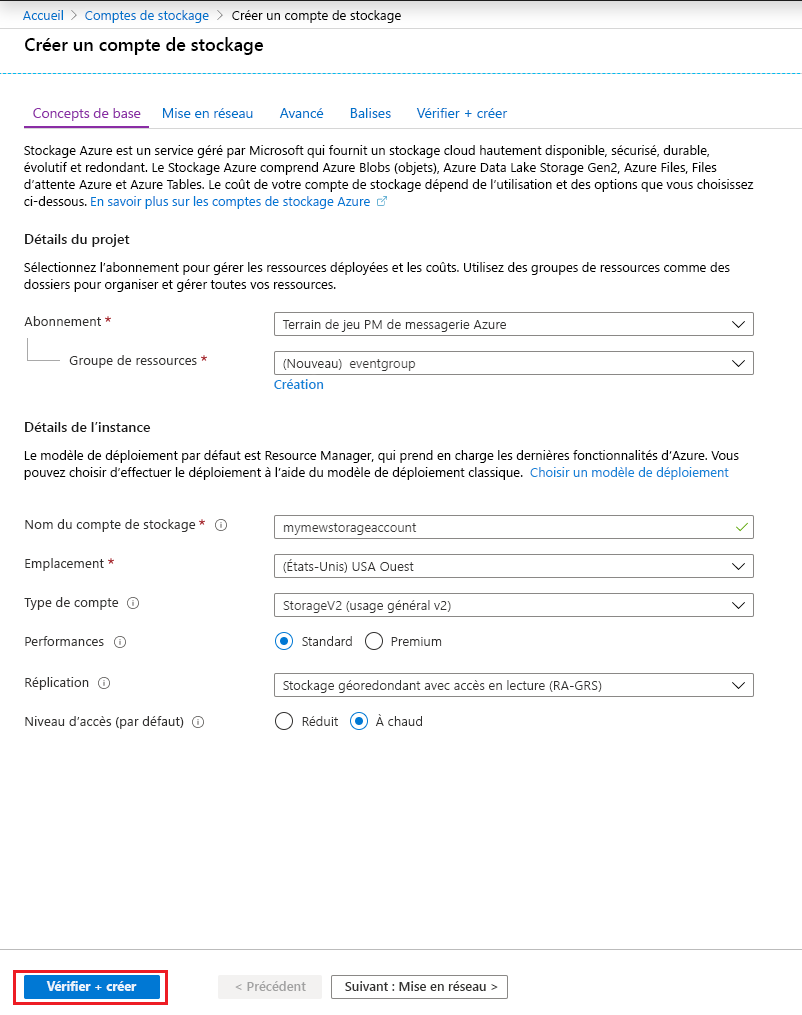 Accueil > Comptes de stockage > Créer un compte de stockage
Créer un compte de stockage
Concepts de base Mise en réseau Avancé Balises Vérifier + créer
Stockage Azure est un service géré par Microsoft qui fournit un stockage cloud hautement disponible, sécurisé, durable,
évolutif et redondant. Le Stockage Azure comprend Azure Blobs (objets), Azure Data Lake Storage Gen2, Azure Files, Files
d’attente Azure et Azure Tables. Le coût de votre compte de stockage dépend de l’utilisation et des options que vous choisissez
ci-dessous. En savoir plus sur les comptes de stockage Azure
Détails du projet
Sélectionnez l’abonnement pour gérer les ressources déployées et les coûts. Utilisez des groupes de ressources comme des
dossiers pour organiser et gérer toutes vos ressources.
Abonnement * Terrain de jeu PM de messagerie Azure
Groupe de ressources * (Nouveau) eventgroup
Création
Détails de l’instance
Le modèle de déploiement par défaut est Resource Manager, qui prend en charge les dernières fonctionnalités d’Azure. Vous
pouvez choisir d’effectuer le déploiement à l’aide du modèle de déploiement classique. Choisir un modèle de déploiement
Nom du compte de stockage * mymewstorageaccount
Emplacement * (États-Unis) USA Ouest
Type de compte StorageV2 (usage général v2)
Performances Standard Premium
Réplication Stockage géoredondant avec accès en lecture (RA-GRS)
Niveau d’accès (par défaut) Réduit À chaud
Vérifier + créer < Précédent Suivant : Mise en réseau >